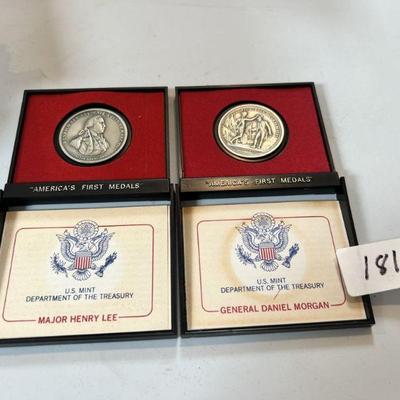 "AMERICA'S FIRST MEDALS"
U.S. MINT
DEPARTMENT OF THE TREASURY
MAJOR HENRY LEE
"AMERICA'S FIRST MEDALS"
U.S. MINT
DEPARTMENT OF THE TREASURY
GENERAL DANIEL MORGAN
181